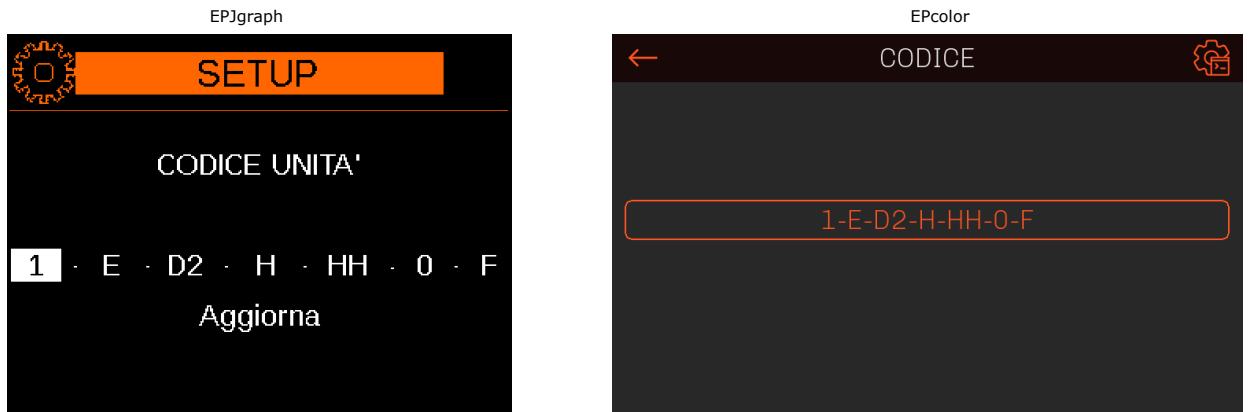 EPJgraph
SETUP
CODICE UNITA'
1 · E · D2 · H · HH · 0 · F
Aggiorna
EPcolor
CODICE
1-E-D2-H-HH-0-F